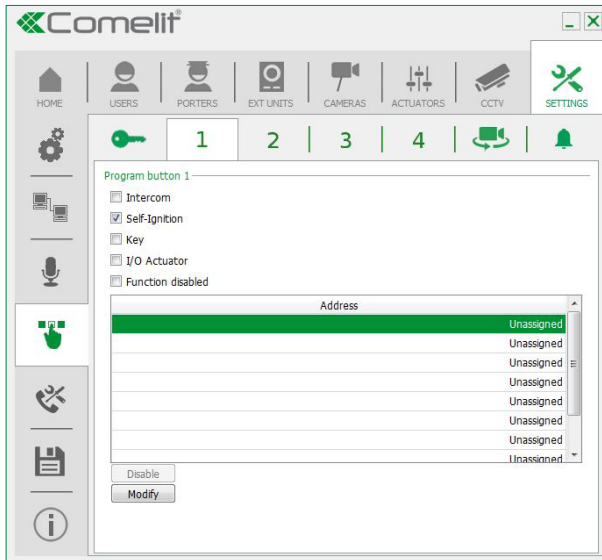 Comelit®
HOME USERS PORTERS EXT UNITS CAMERAS ACTUATORS CCTV SETTINGS
1 2 3 4
Program button 1
Intercom
Self-Ignition
Key
I/O Actuator
Function disabled
Address
Unassigned
Unassigned
Unassigned
Unassigned
Unassigned
Unassigned
Unassigned
Unassigned
Disable
Modify